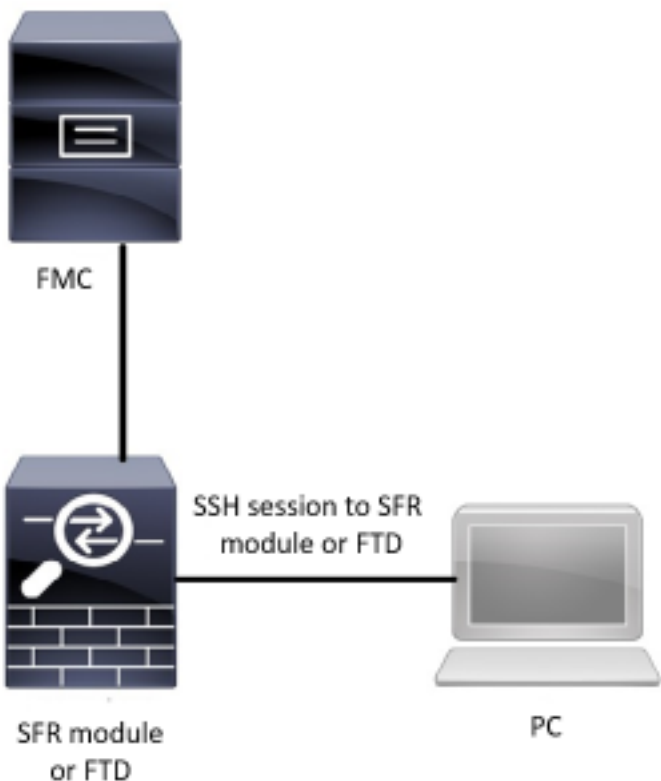 FMC
SSH session to SFR
module or FTD
SFR module
or FTD
PC